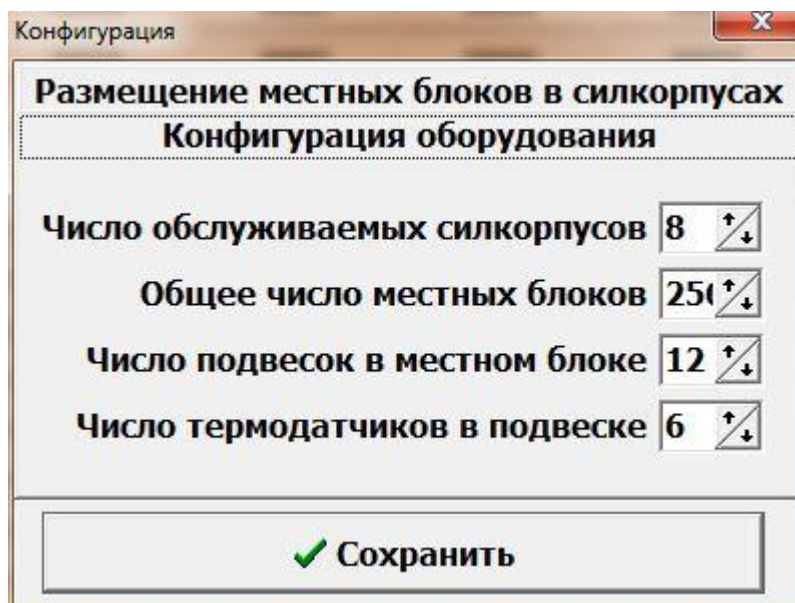 Конфигурация
Размещение местных блоков в силкорпусах
Конфигурация оборудования
Число обслуживаемых силкорпусов 8
Общее число местных блоков
Число подвесок в местном блоке 12
Число термодатчиков в подвеске 6
Сохранить